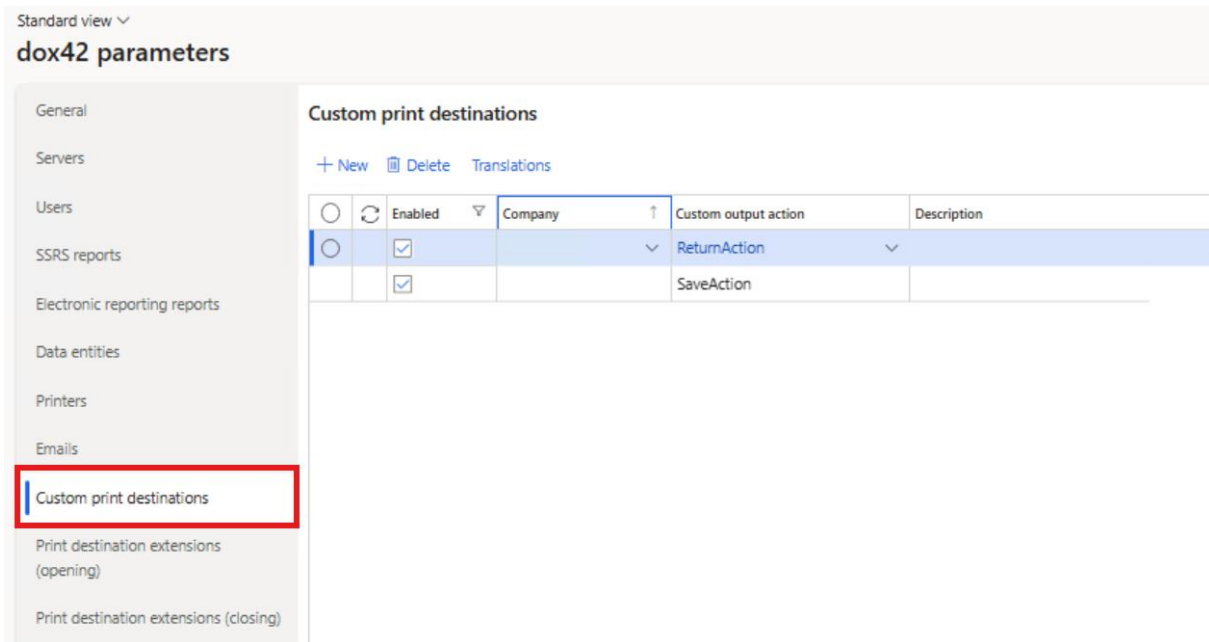 Standard view
dox42 parameters
General
Servers
Users
SSRS reports
Electronic reporting reports
Data entities
Printers
Emails
Custom print destinations
Print destination extensions
(opening)
Print destination extensions (closing)
Custom print destinations
New Delete Translations
Enabled Company Custom output action Description
ReturnAction
SaveAction